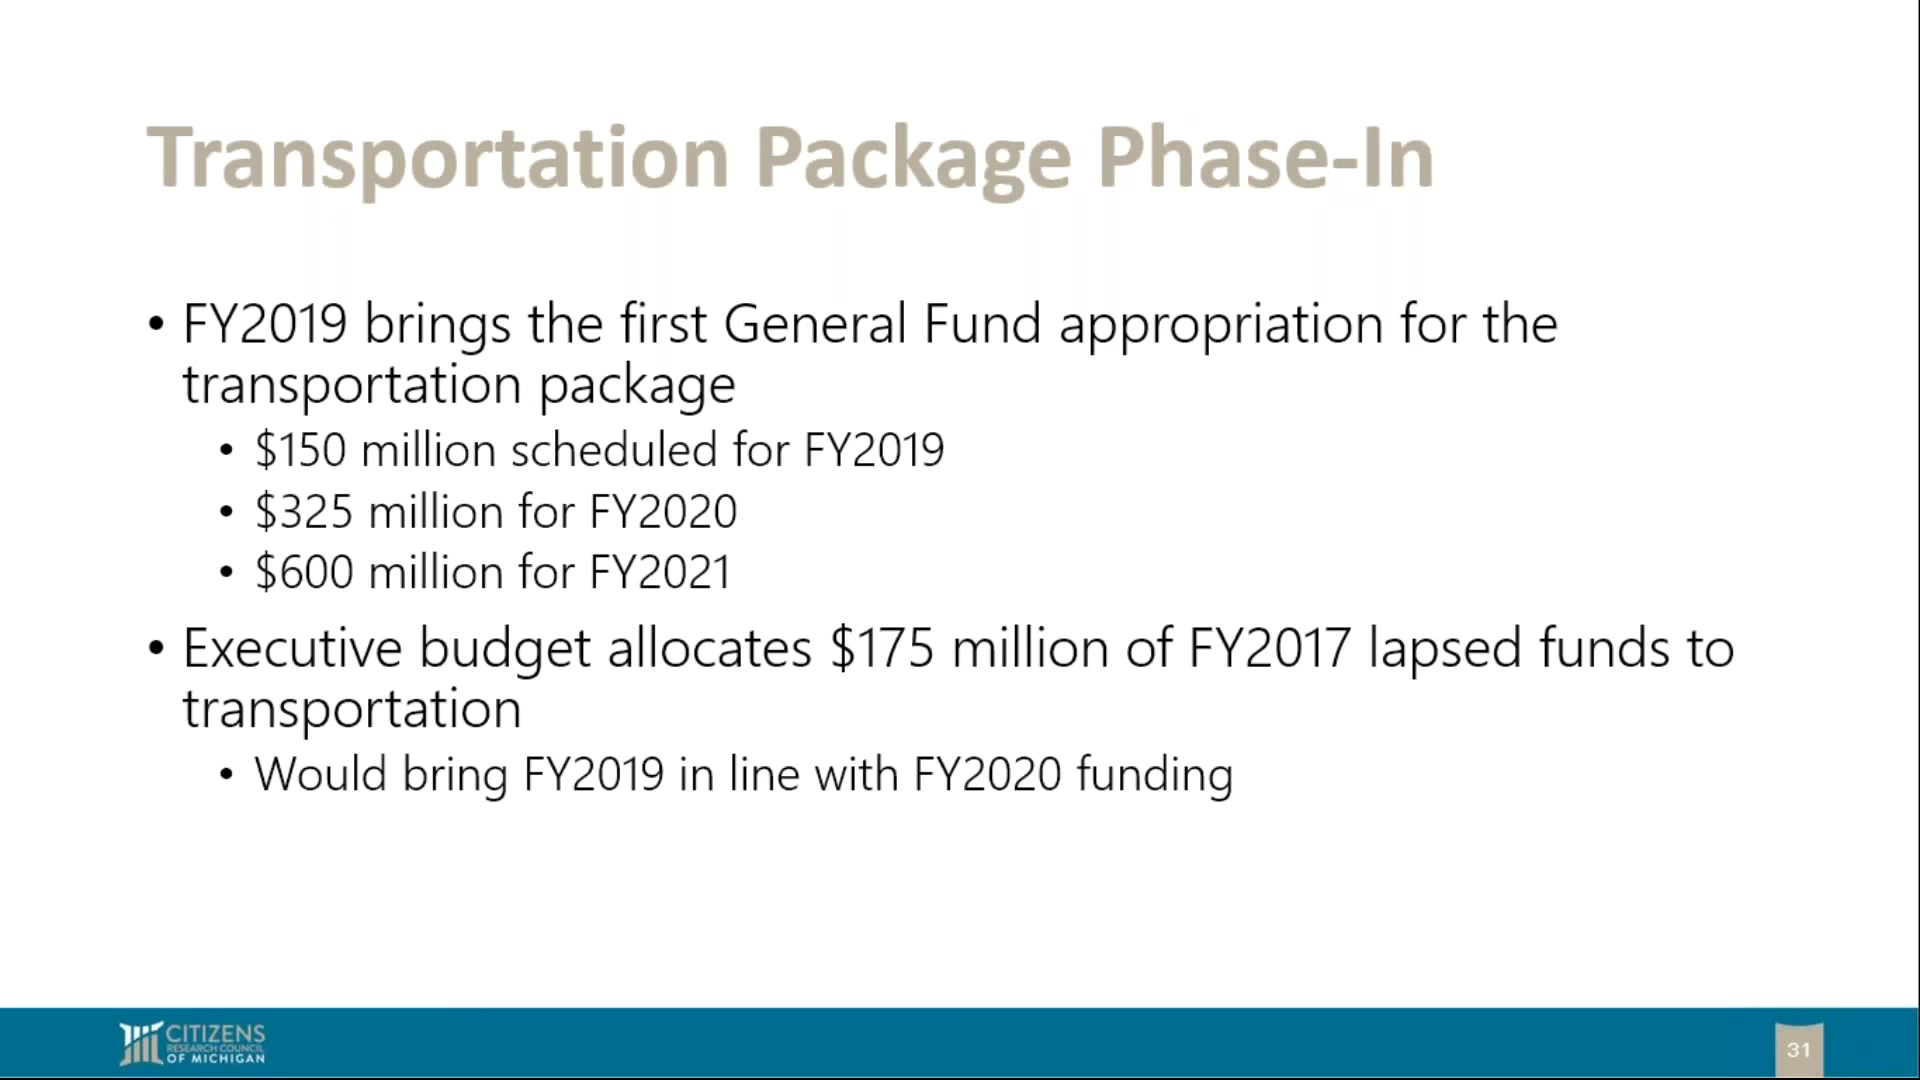 Transportation Package Phase-In
• FY2019 brings the first General Fund appropriation for the
transportation package
• $150 million scheduled for FY2019
• $325 million for FY2020
• $600 million for FY2021
• Executive budget allocates $175 million of FY2017 lapsed funds to
transportation
• Would bring FY2019 in line with FY2020 funding
CITIZENS
RESEARCH COUNCIL
OF MICHIGAN
31